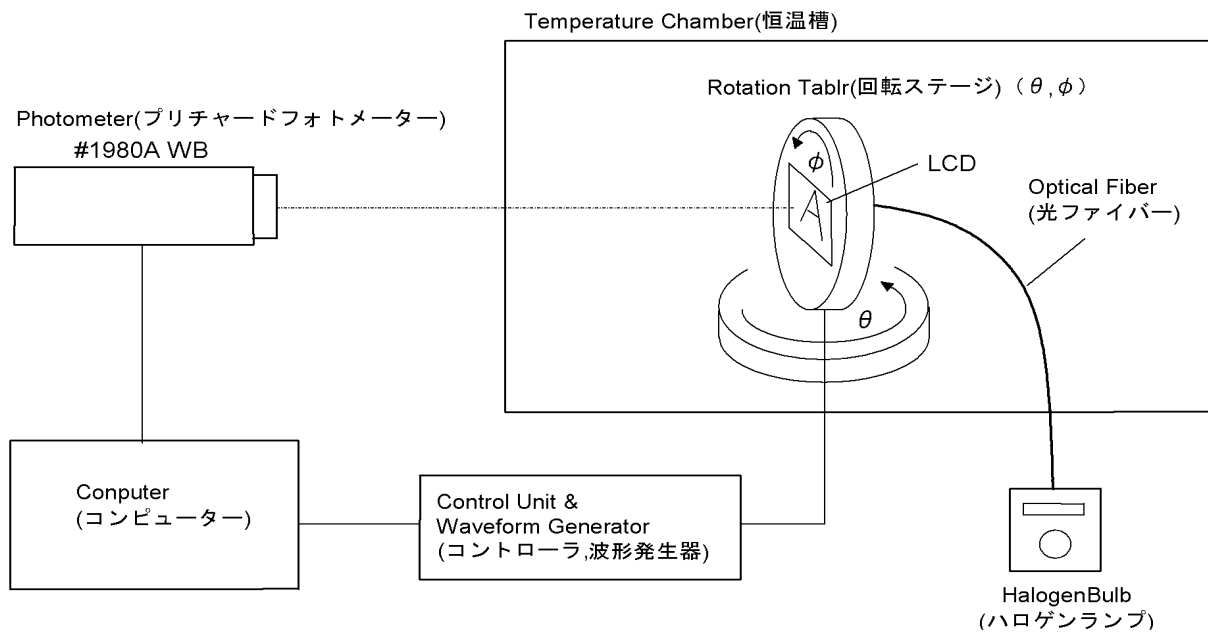 Temperature Chamber(恒温槽)
Rotation Tablr(回転ステージ)（θ,φ）
Photometer(プリチャードフォトメーター)
#1980A WB
φ
A
LCD
Optical Fiber
(光ファイバー)
θ
Conputer
(コンピューター)
Control Unit &
Waveform Generator
(コントローラ,波形発生器)
HalogenBulb
(ハロゲンランプ)